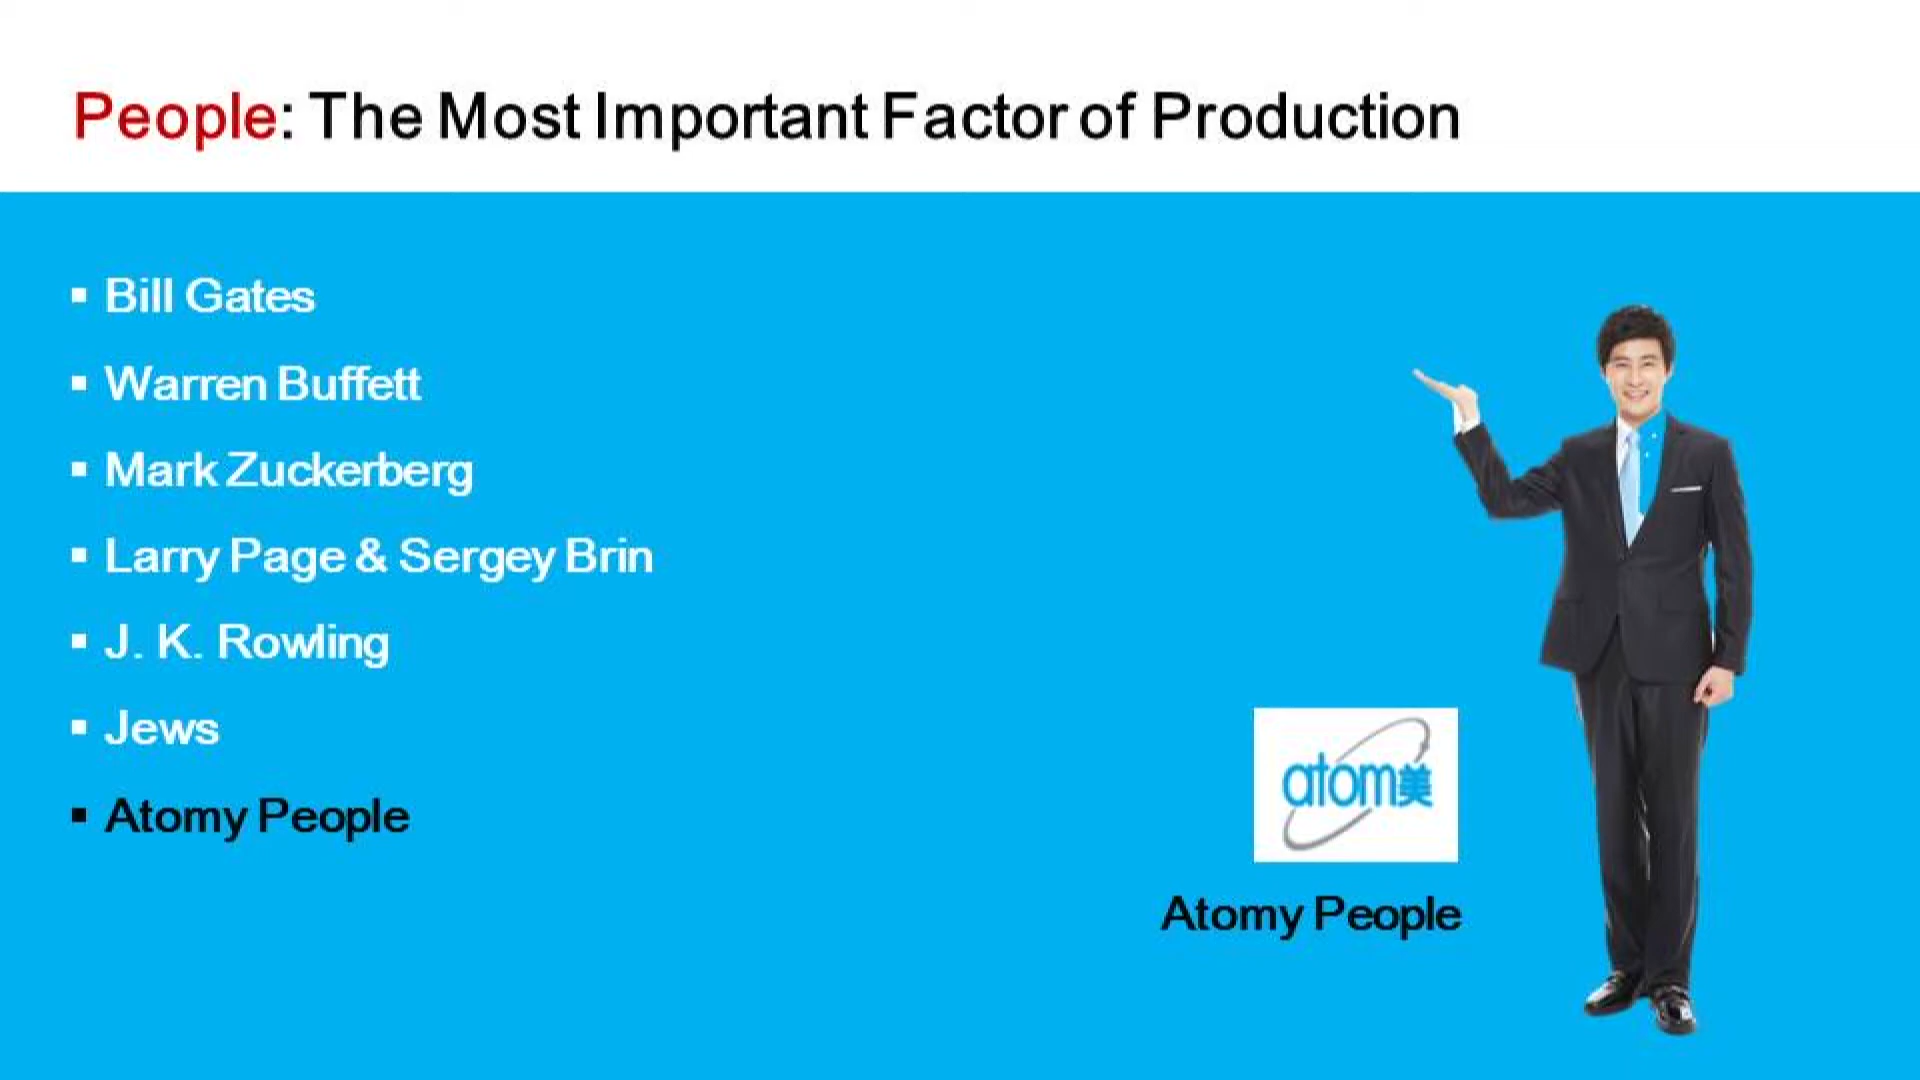 People: The Most Important Factor of Production
▪ Bill Gates
▪ Warren Buffett
▪ Mark Zuckerberg
▪ Larry Page & Sergey Brin
▪ J. K. Rowling
▪ Jews
▪ Atomy People
atom美
Atomy People